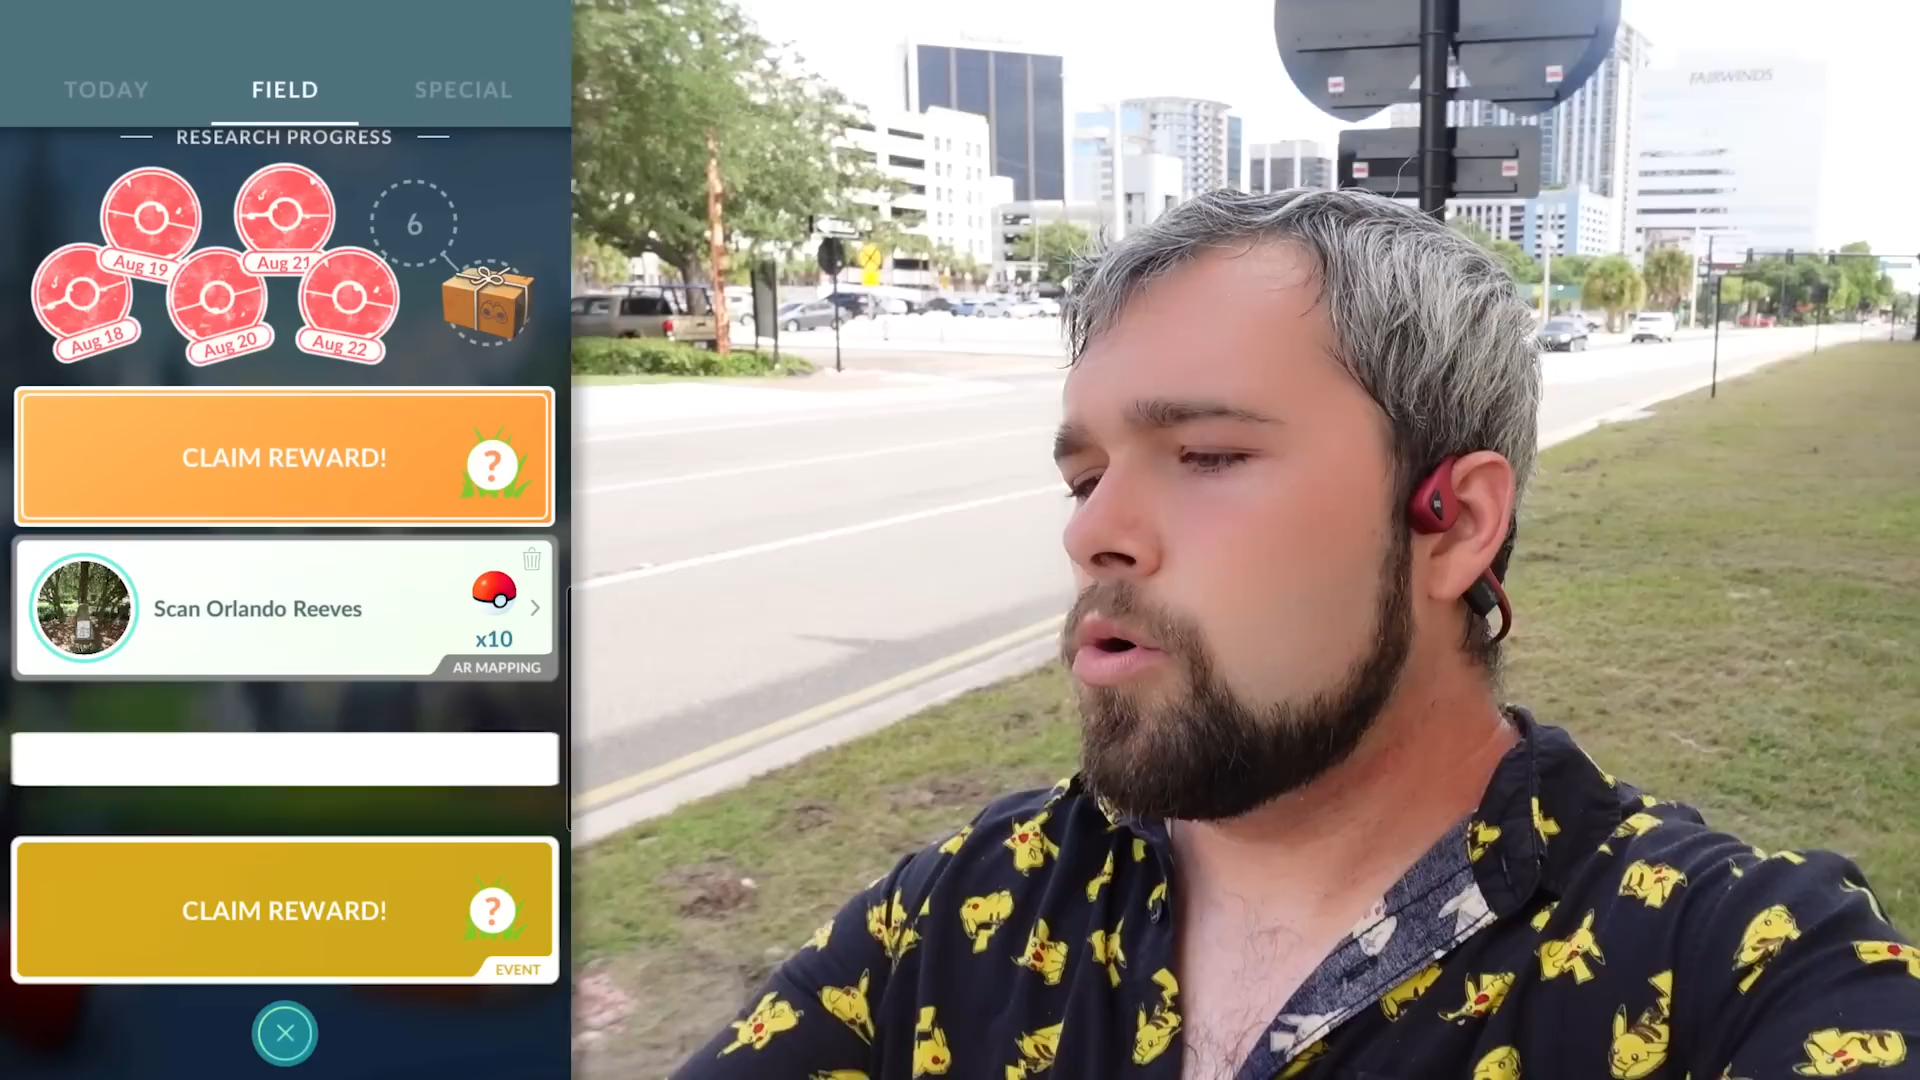 TODAY
FIELD
SPECIAL
RESEARCH PROGRESS
6
Aug 19
Aug 21
Aug 18
Aug 20
Aug 22
CLAIM REWARD!
?
Scan Orlando Reeves
x10
AR MAPPING
CLAIM REWARD!
?
EVENT
FAIRWINDS